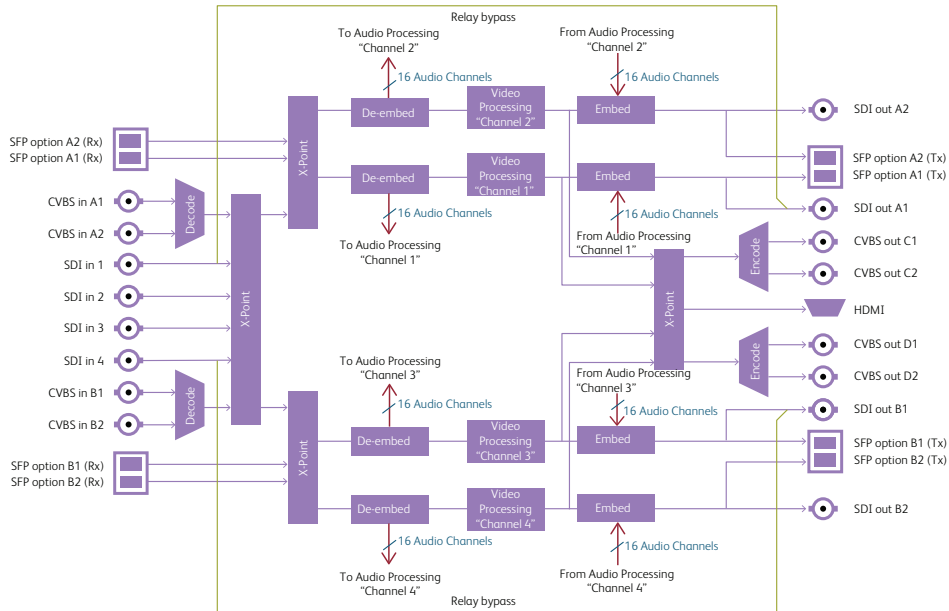 Relay bypass
To Audio Processing
“Channel 2”
From Audio Processing
“Channel 2”
16 Audio Channels
16 Audio Channels
De-embed
Video
Processing
“Channel 2”
Embed
SDI out A2
X-Point
SFP option A2 (Rx)
SFP option A1 (Rx)
SFP option A2 (Tx)
SFP option A1 (Tx)
De-embed
Video
Processing
“Channel 1”
Embed
16 Audio Channels
16 Audio Channels
To Audio Processing
“Channel 1”
From Audio Processing
“Channel 1”
CVBS in A1
CVBS in A2
Decode
SDI in 1
SDI in 2
SDI in 3
SDI in 4
CVBS in B1
CVBS in B2
Decode
X-Point
X-Point
SDI out A1
CVBS out C1
CVBS out C2
Encode
HDMI
CVBS out D1
CVBS out D2
Encode
SDI out B1
To Audio Processing
“Channel 3”
From Audio Processing
“Channel 3”
16 Audio Channels
16 Audio Channels
De-embed
Video
Processing
“Channel 3”
Embed
X-Point
SFP option B1 (Rx)
SFP option B2 (Rx)
SFP option B1 (Tx)
SFP option B2 (Tx)
De-embed
Video
Processing
“Channel 4”
Embed
SDI out B2
16 Audio Channels
16 Audio Channels
To Audio Processing
“Channel 4”
From Audio Processing
“Channel 4”
Relay bypass